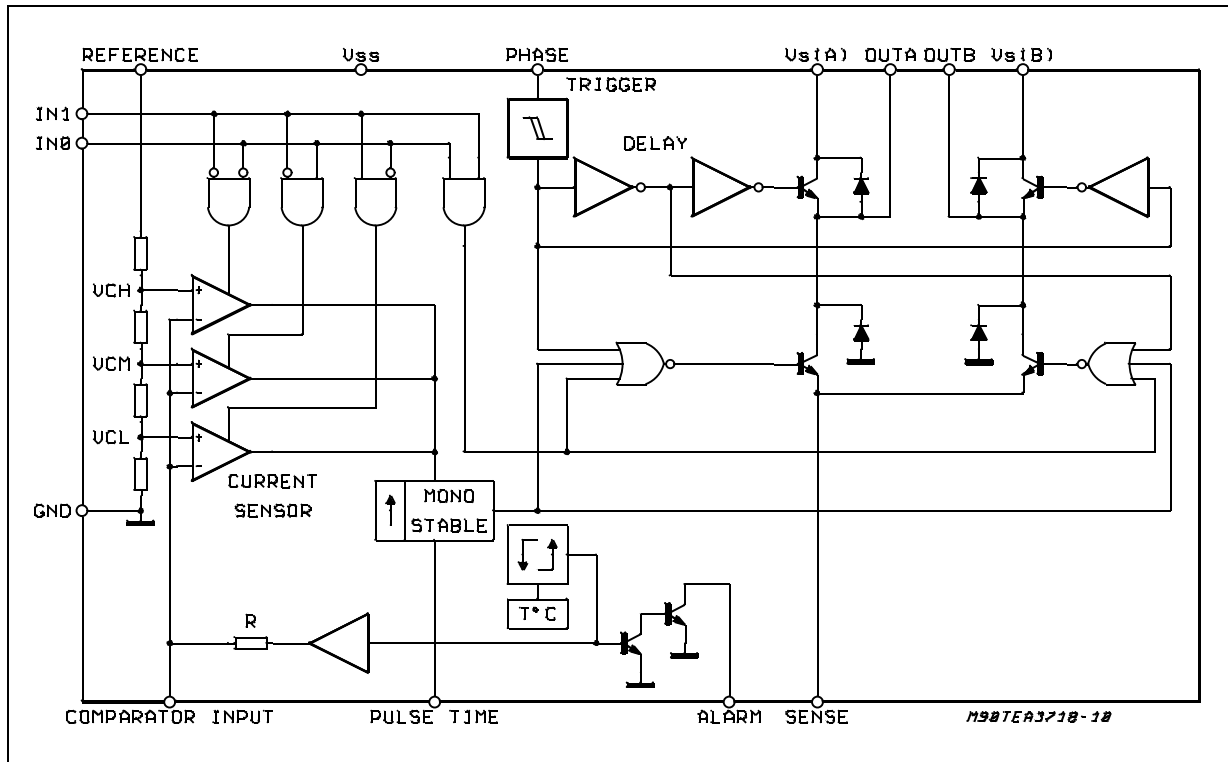 REFERENCE Vss PHASE Vs(A) OUTA OUTB Vs(B)
TRIGGER
IN1
IN0
DELAY
VCH
+
-
VCM
+
-
VCL
+
-
CURRENT
SENSOR
GND
MONO
STABLE
T°C
R
COMPARATOR INPUT PULSE TIME ALARM SENSE
M90TEA3718-10